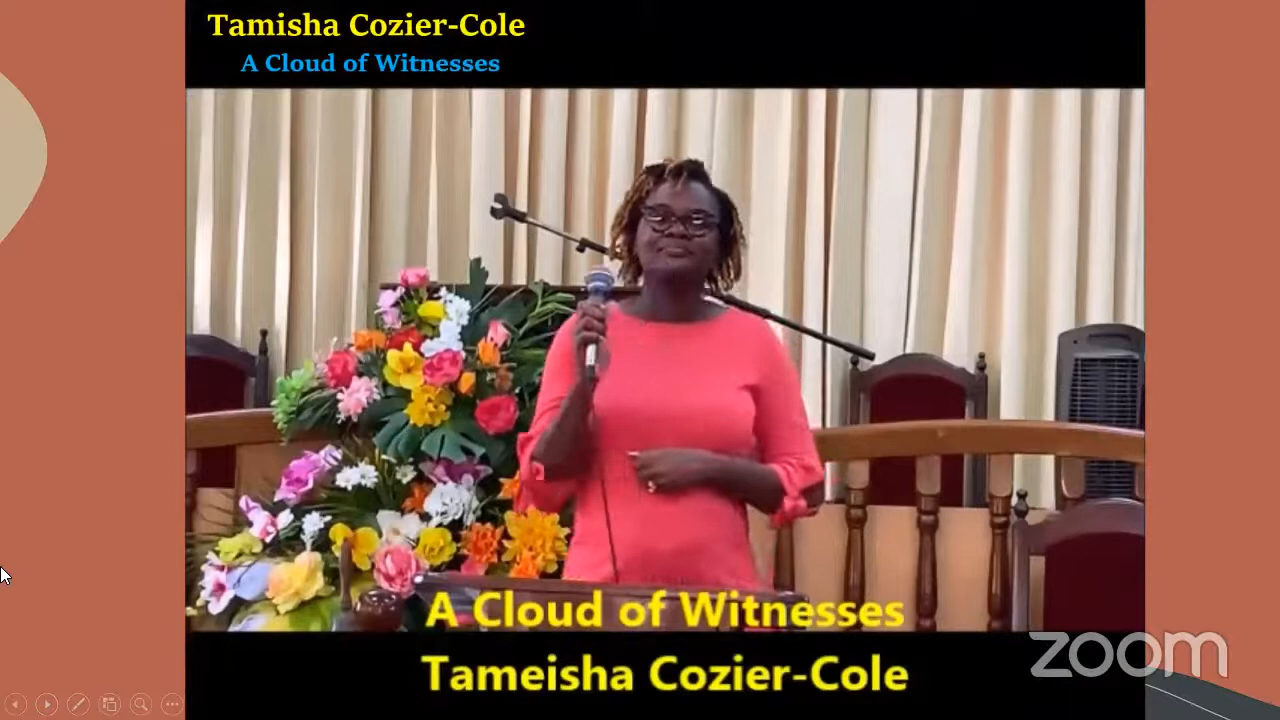 Tamisha Cozier-Cole
A Cloud of Witnesses
A Cloud of Witnesses
Tameisha Cozier-Cole
zoom